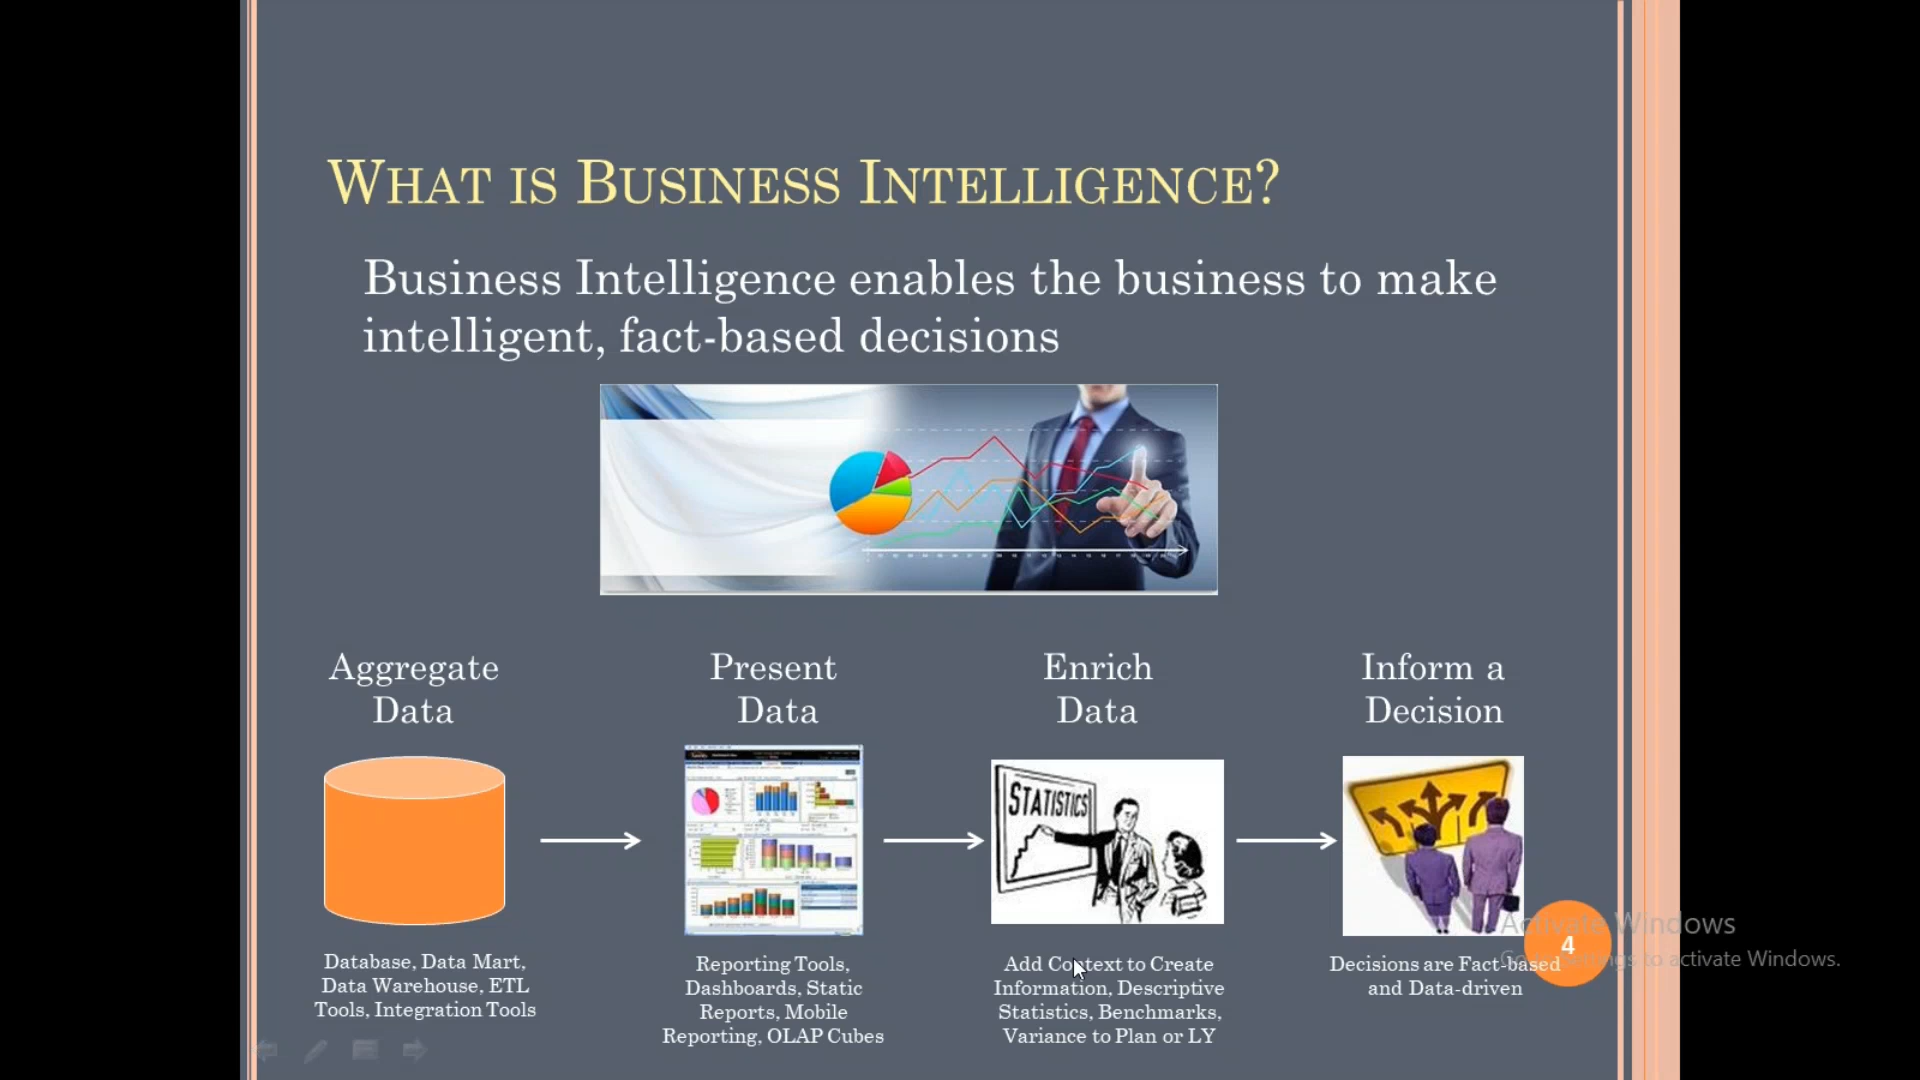 WHAT IS BUSINESS INTELLIGENCE?
Business Intelligence enables the business to make
intelligent, fact-based decisions
Aggregate
Data
Present
Data
Enrich
Data
Inform a
Decision
STATISTICS
Database, Data Mart,
Data Warehouse, ETL
Tools, Integration Tools
Reporting Tools,
Dashboards, Static
Reports, Mobile
Reporting, OLAP Cubes
Add Context to Create
Information, Descriptive
Statistics, Benchmarks,
Variance to Plan or LY
Decisions are Fact-based
and Data-driven
4
Activate Windows
Go to Settings to activate Windows.